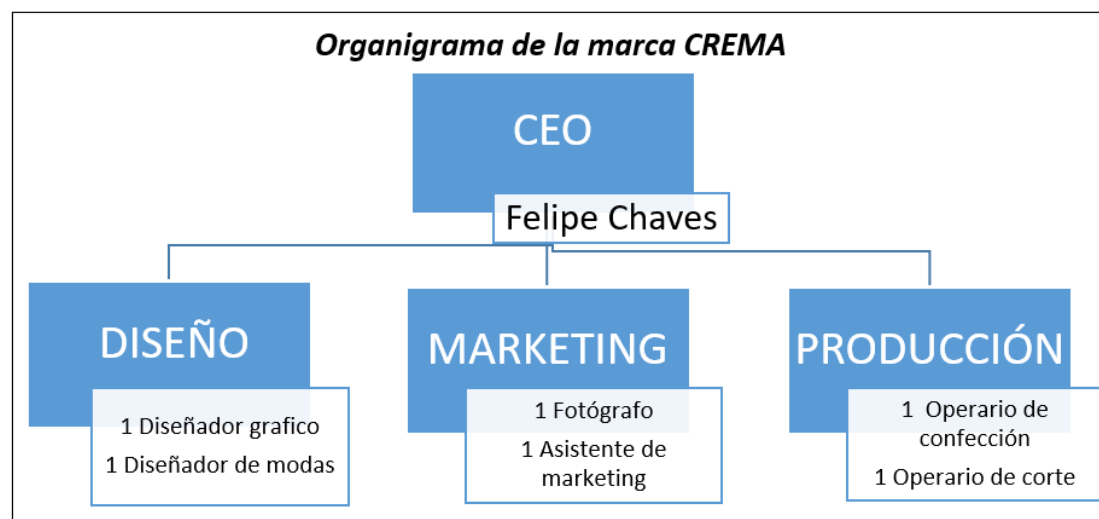 Organigrama de la marca CREMA
CEO
Felipe Chaves
DISEÑO
1 Diseñador grafico
1 Diseñador de modas
MARKETING
1 Fotógrafo
1 Asistente de
marketing
PRODUCCIÓN
1 Operario de
confección
1 Operario de corte